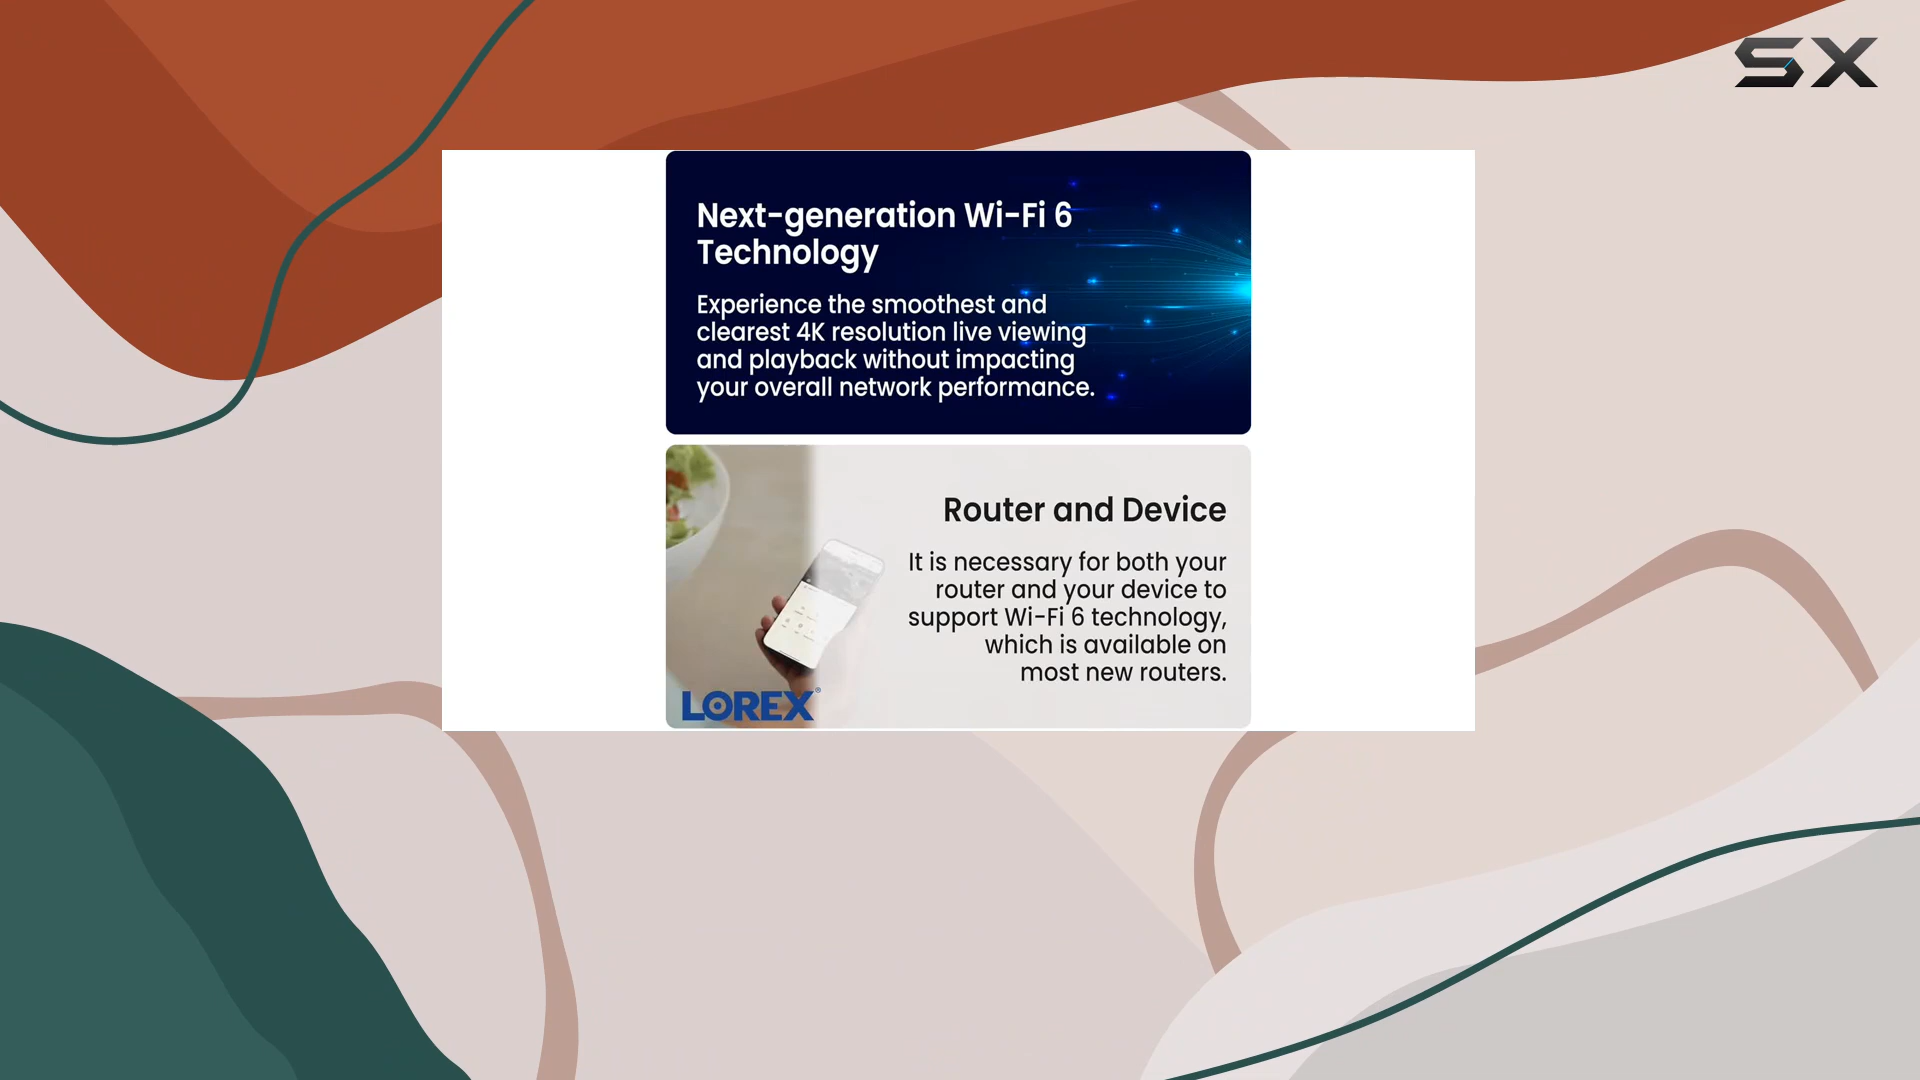 SX
Next-generation Wi-Fi 6
Technology
Experience the smoothest and
clearest 4K resolution live viewing
and playback without impacting
your overall network performance.
Router and Device
It is necessary for both your
router and your device to
support Wi-Fi 6 technology,
which is available on
most new routers.
LOREX®